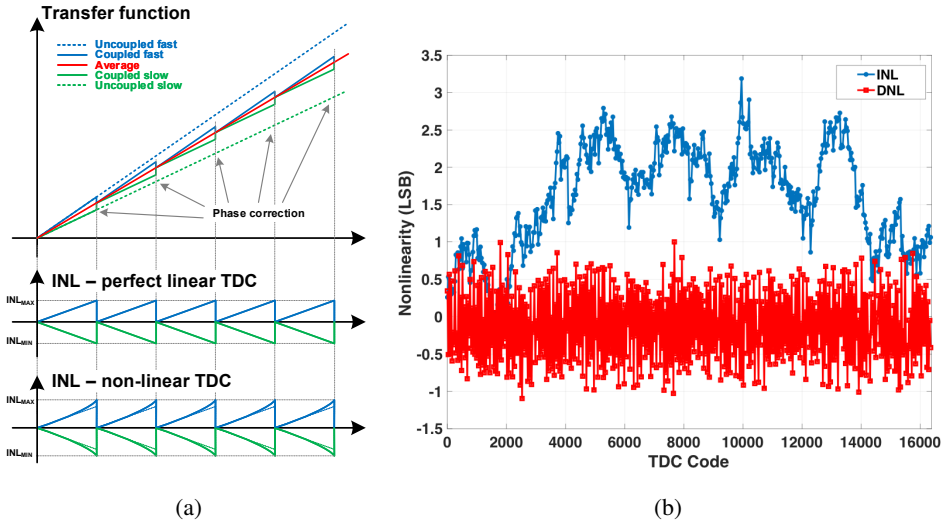 Transfer function
Uncoupled fast
Coupled fast
Average
Coupled slow
Uncoupled slow
Phase correction
INL – perfect linear TDC
INLMAX
INLMIN
INL – non-linear TDC
INLMAX
INLMIN
(a)
3.5
3
2.5
2
1.5
1
0.5
0
-0.5
-1
-1.5
Nonlinearity (LSB)
INL
DNL
0 2000 4000 6000 8000 10000 12000 14000 16000
TDC Code
(b)